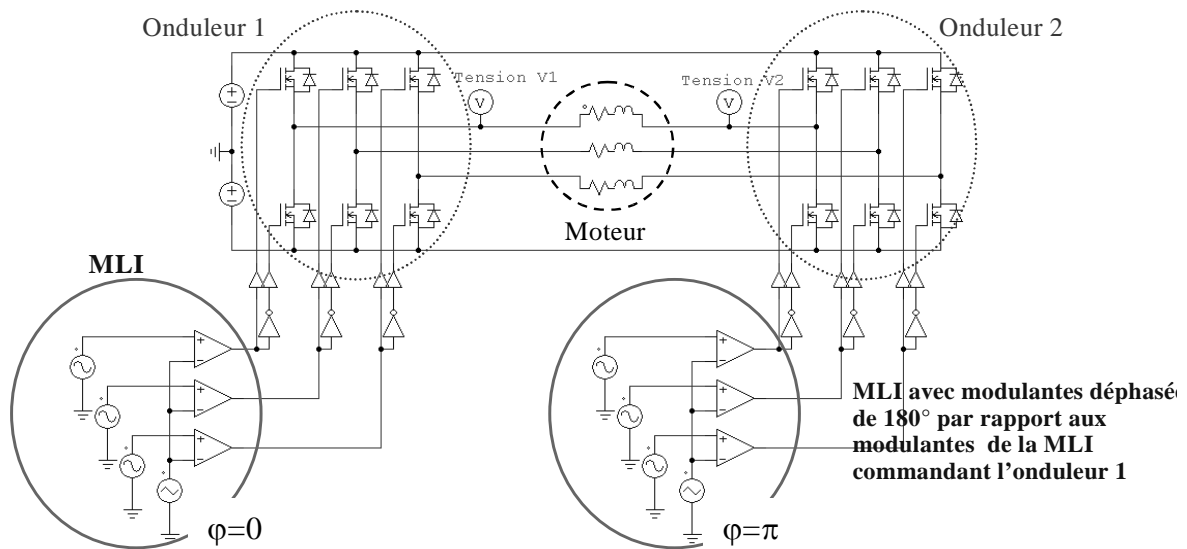 Onduleur 1
Onduleur 2
Tension V1
Tension V2
V
V
Moteur
MLI
MLI avec modulantes déphasée
de 180° par rapport aux
modulantes de la MLI
commandant l’onduleur 1
φ=0
φ=π